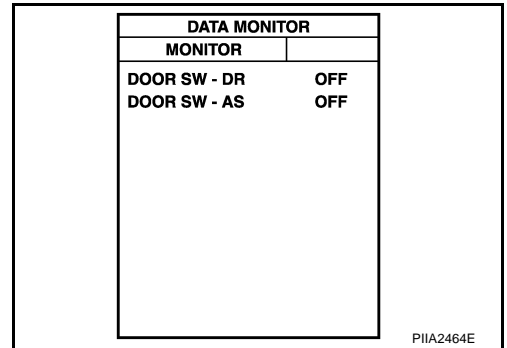 DATA MONITOR
MONITOR
DOOR SW - DR OFF
DOOR SW - AS OFF
PIIA2464E